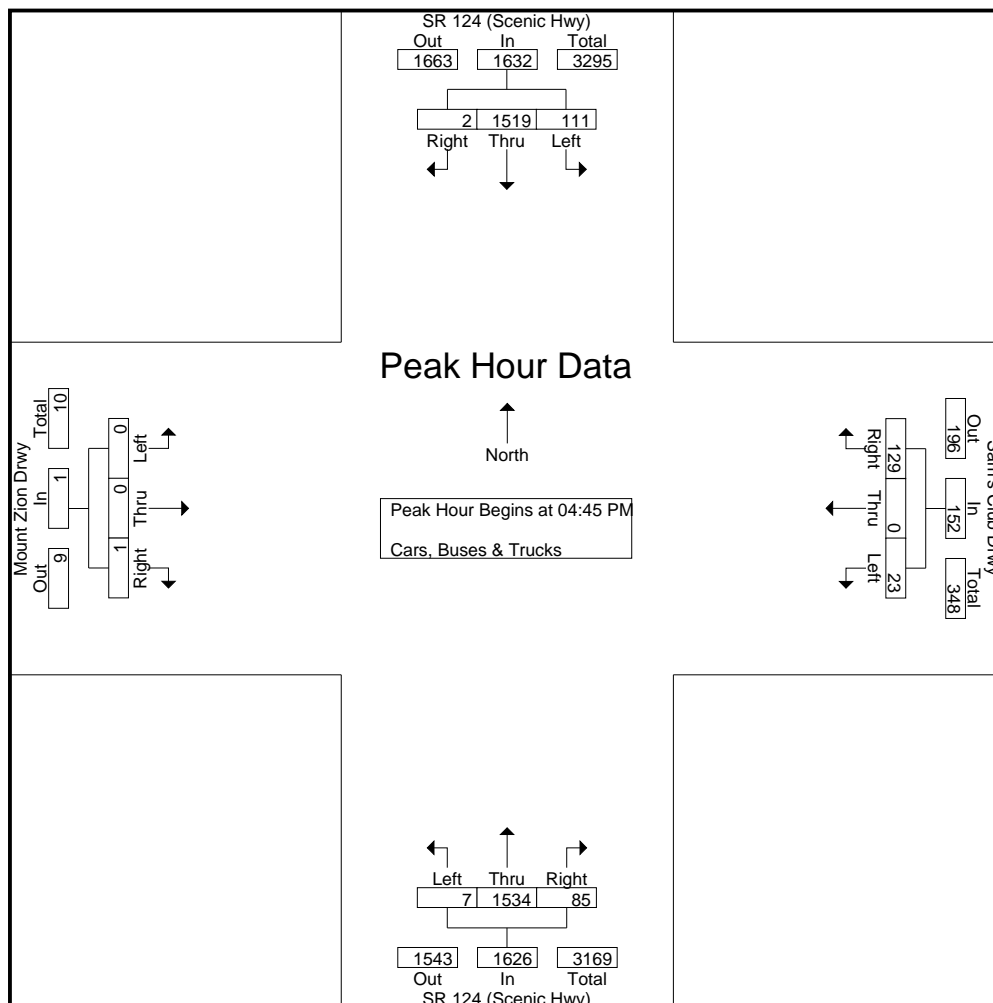 SR 124 (Scenic Hwy)
Out In Total
1663 1632 3295
2 1519 111
Right Thru Left
Peak Hour Data
North
Peak Hour Begins at 04:45 PM
Cars, Buses & Trucks
Mount Zion Drwy
Total In Out
10 1 9
0 0 1
Left Thru Right
Sam's Club Drwy
Out In Total
196 152 348
129 0 23
Right Thru Left
Left Thru Right
7 1534 85
1543 1626 3169
Out In Total
SR 124 (Scenic Hwy)